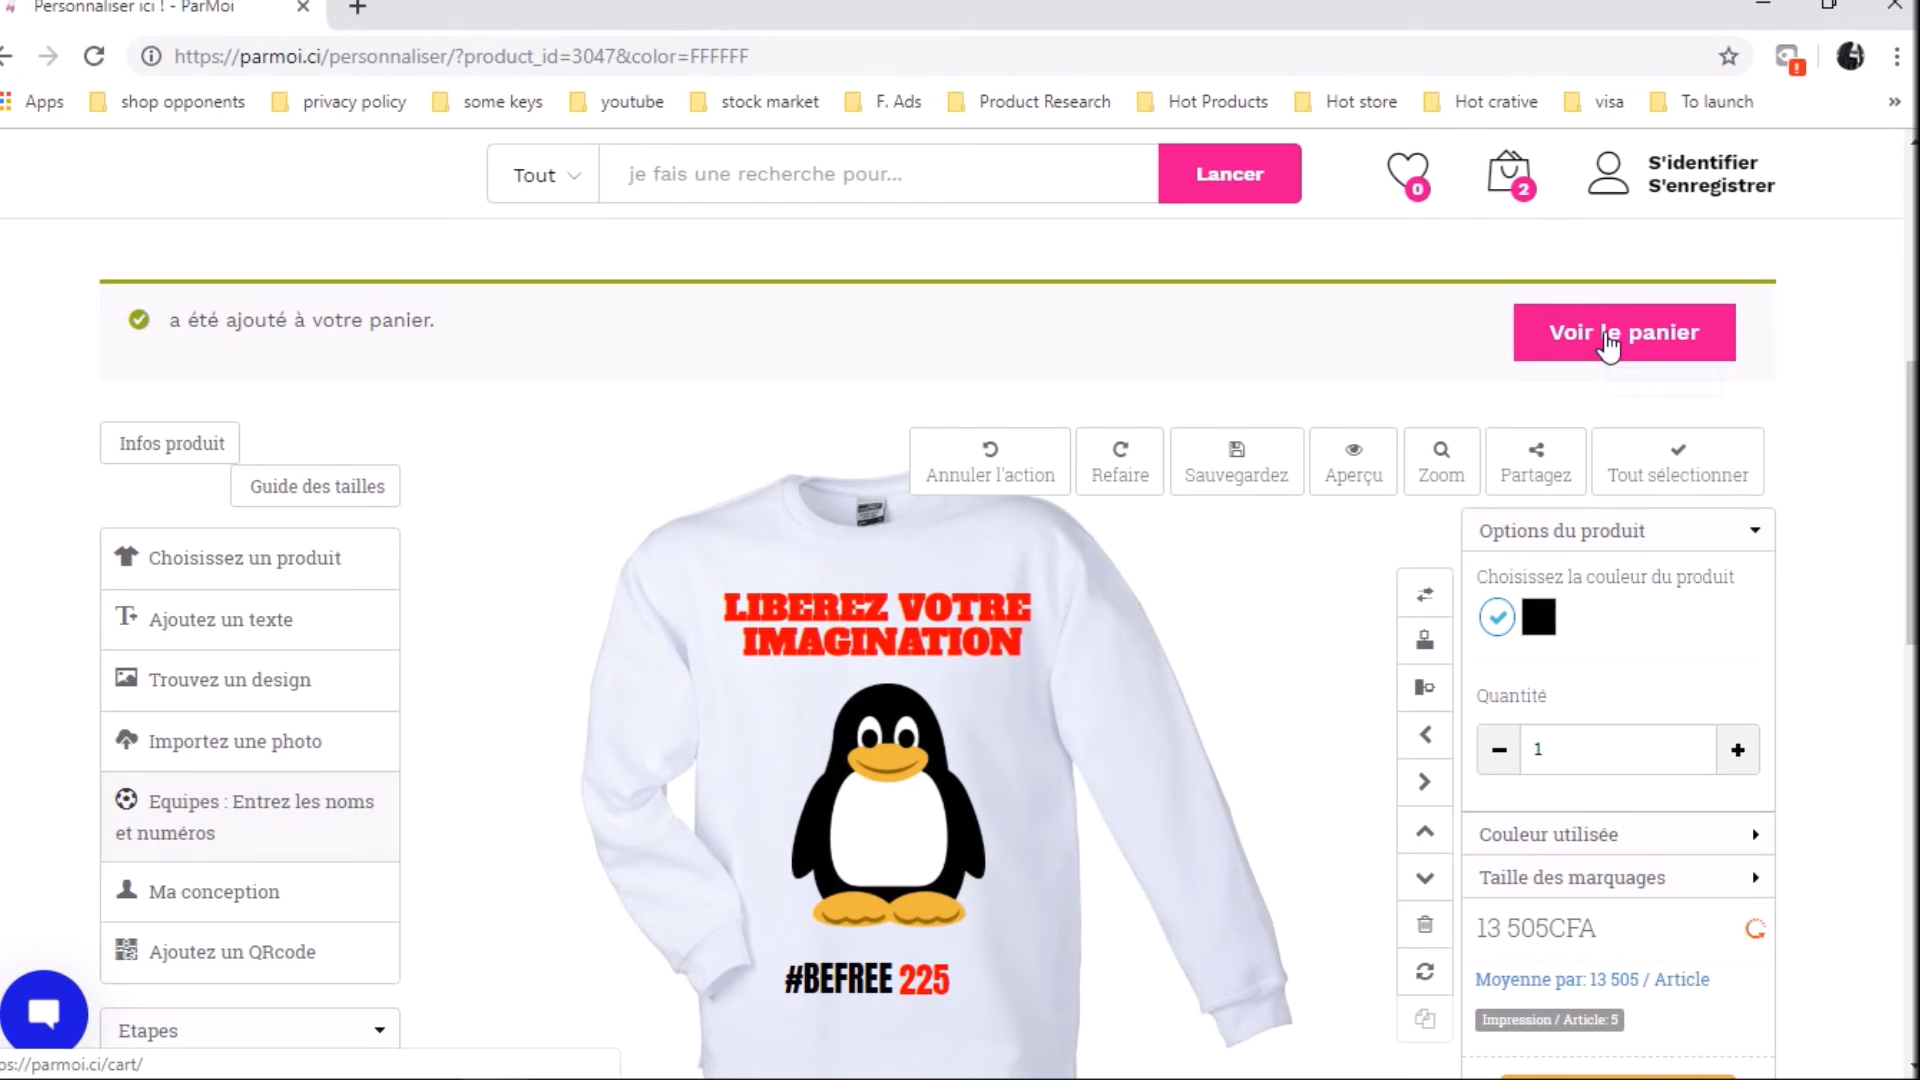 Personnaliser ici ! - ParMoi
https://parmoi.ci/personnaliser/?product_id=3047&color=FFFFFF
Apps shop opponents privacy policy some keys youtube stock market F. Ads Product Research Hot Products Hot store Hot crative visa To launch »
Tout je fais une recherche pour... Lancer 0 2 S'identifier
S'enregistrer
a été ajouté à votre panier. Voir le panier
Infos produit
Guide des tailles
Annuler l'action Refaire Sauvegardez Aperçu Zoom Partagez Tout sélectionner
Choisissez un produit
Ajoutez un texte
Trouvez un design
Importez une photo
Equipes : Entrez les noms
et numéros
Ma conception
Ajoutez un QRcode
Etapes
LIBEREZ VOTRE
IMAGINATION
#BEFREE 225
Options du produit
Choisissez la couleur du produit
Quantité
1
Couleur utilisée
Taille des marquages
13 505CFA
Moyenne par: 13 505 / Article
Impression / Article: 5
ps://parmoi.ci/cart/